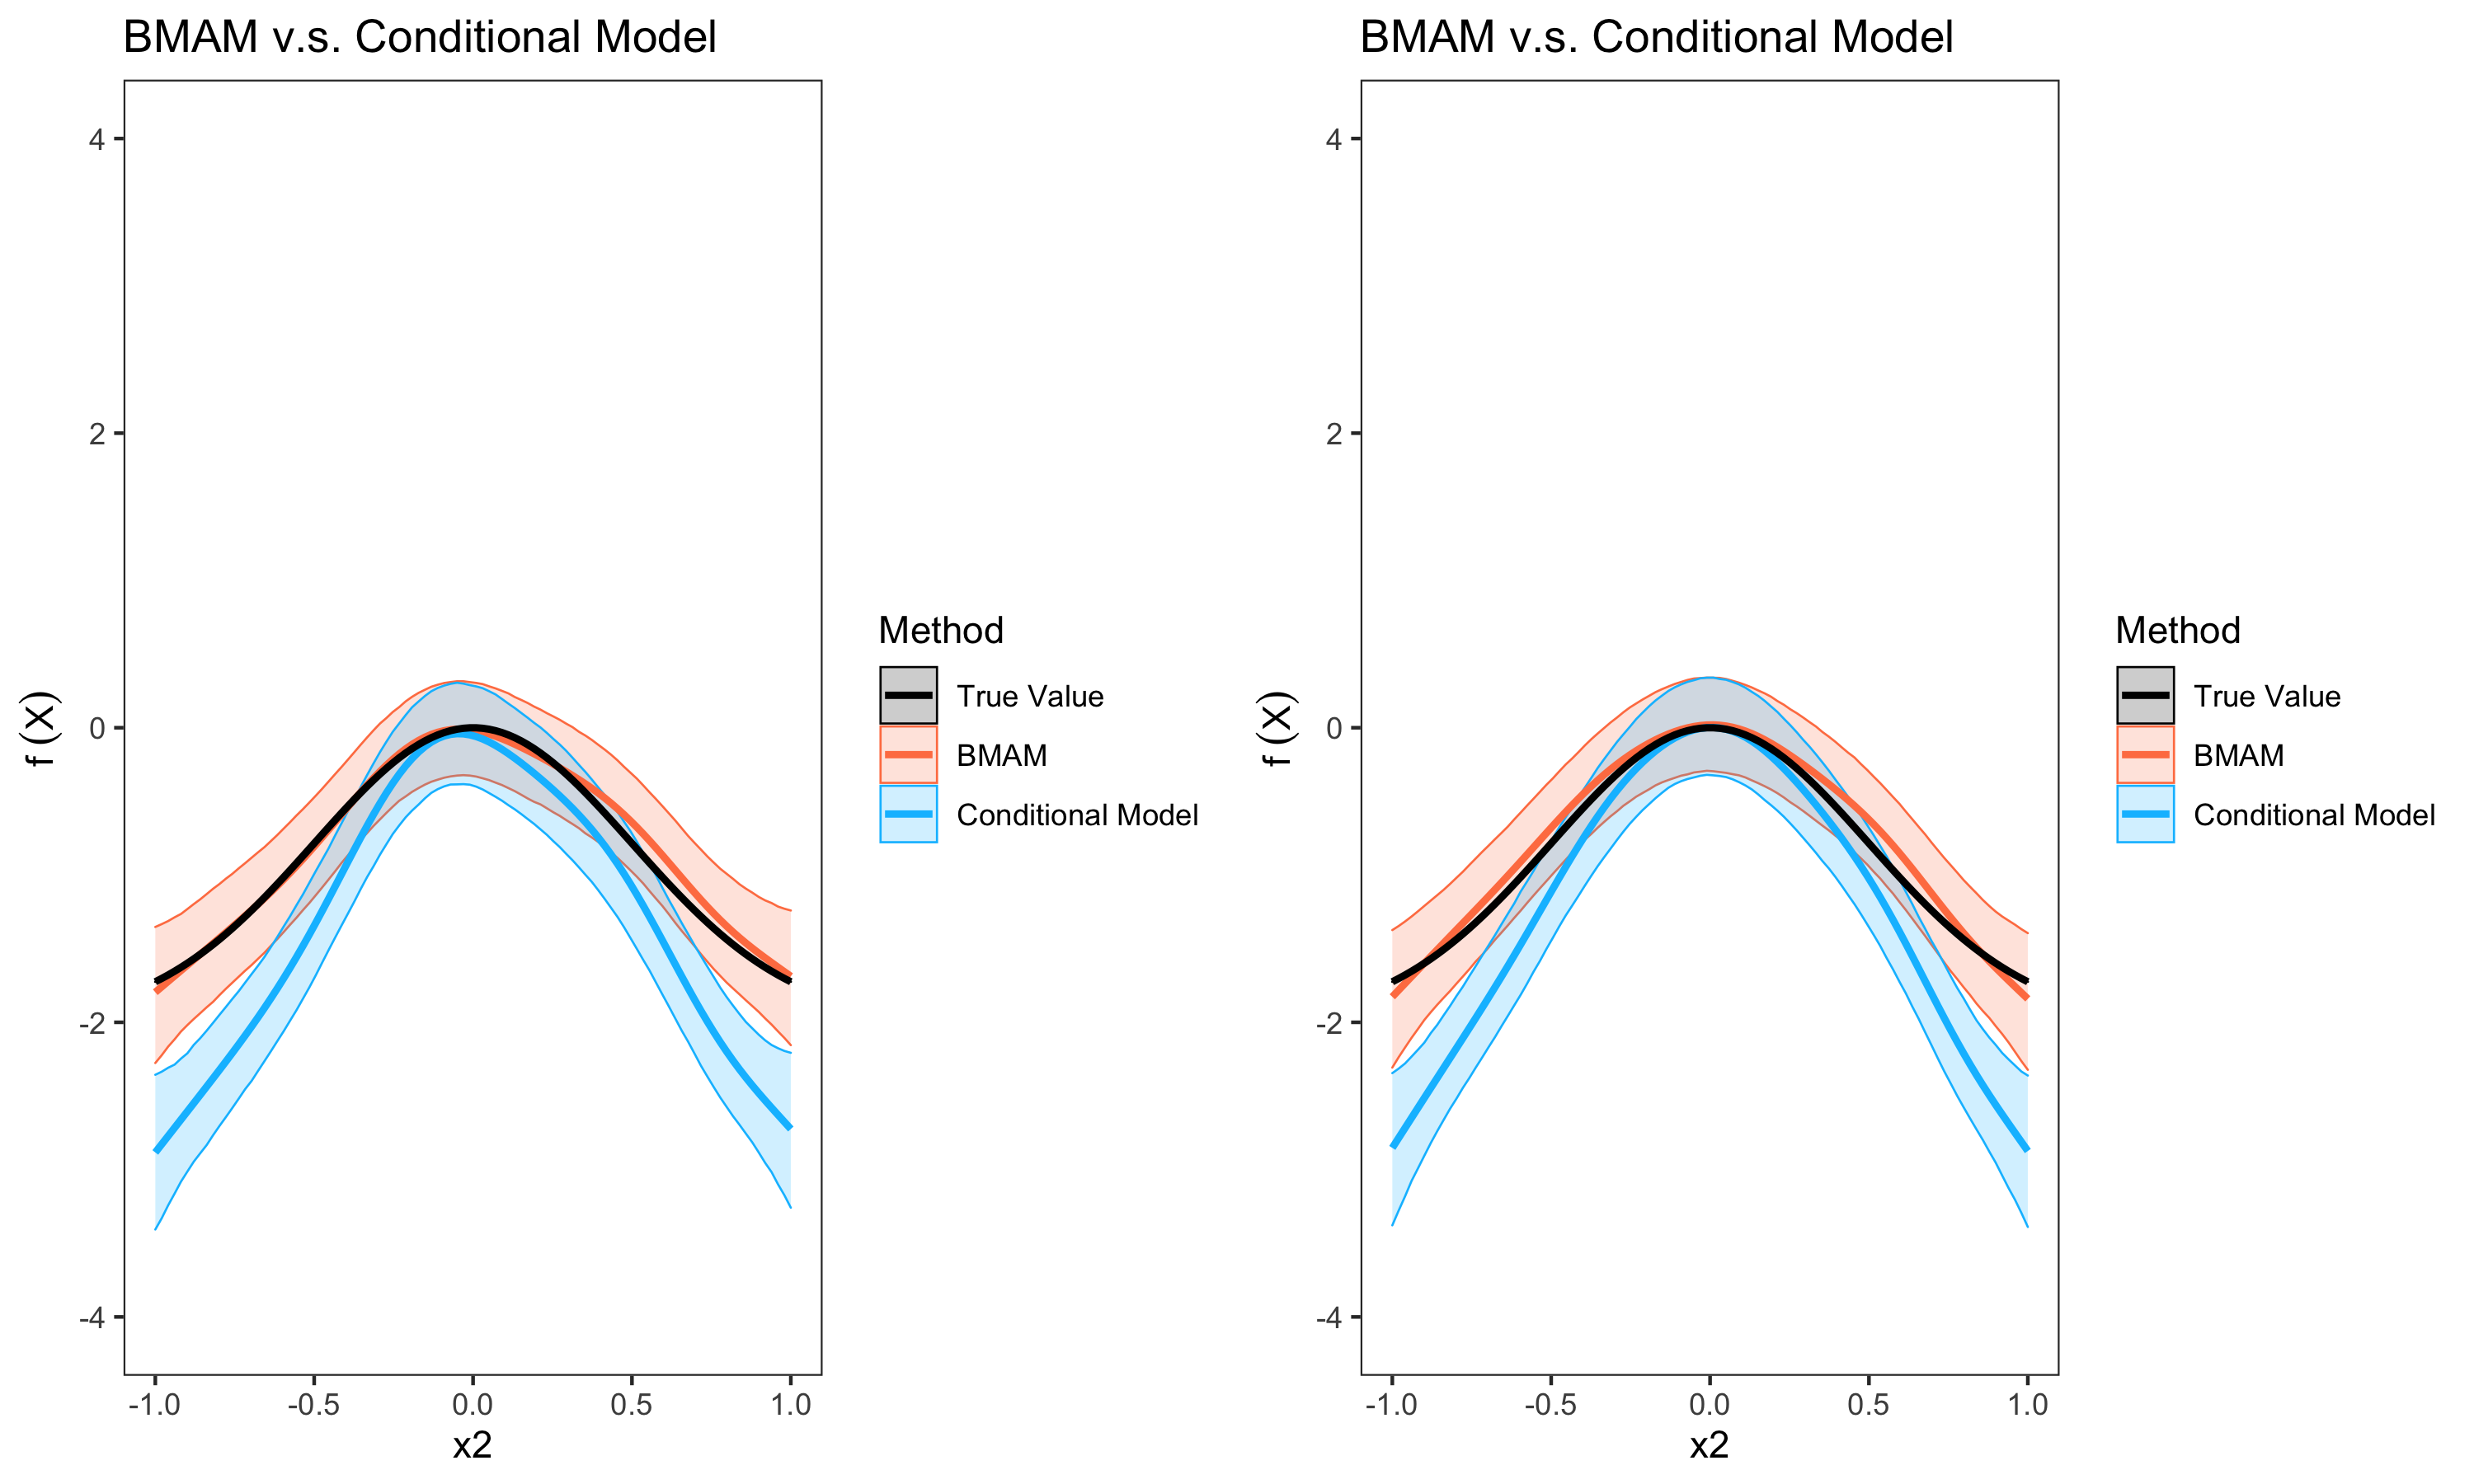 BMAM v.s. Conditional Model
4
2
0
-2
-4
f (X)
-1.0 -0.5 0.0 0.5 1.0
x2
Method
True Value
BMAM
Conditional Model
BMAM v.s. Conditional Model
4
2
0
-2
-4
f (X)
-1.0 -0.5 0.0 0.5 1.0
x2
Method
True Value
BMAM
Conditional Model